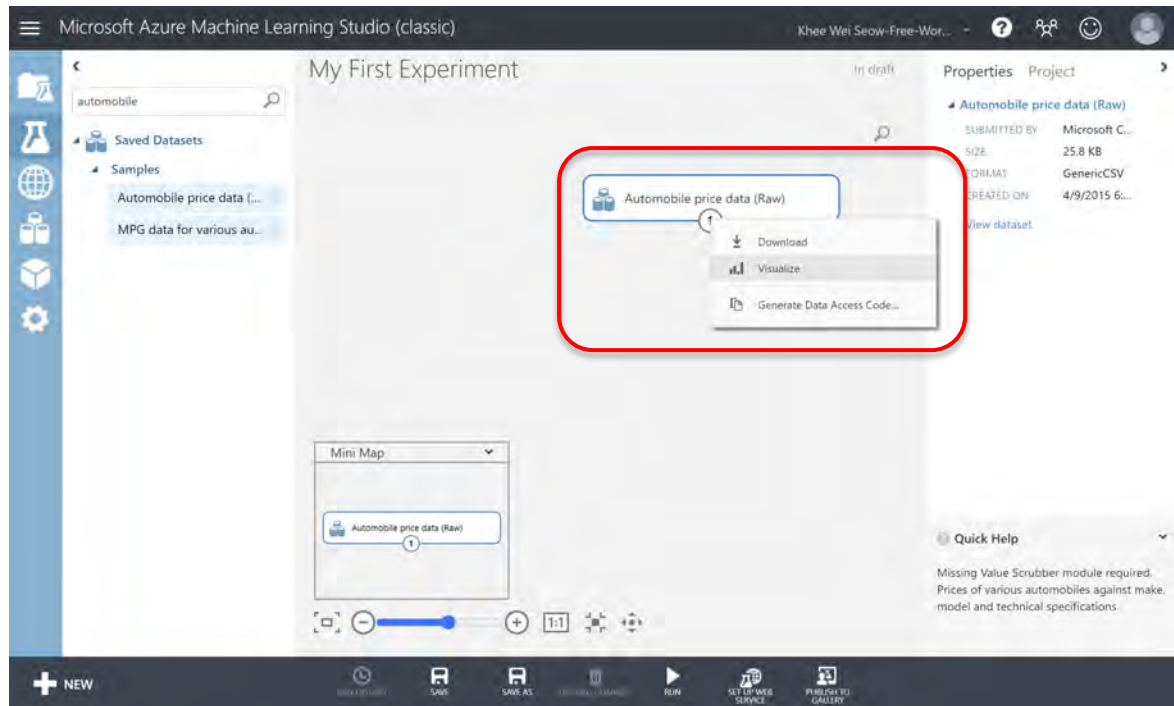 Microsoft Azure Machine Learning Studio (classic)
Khee Wei Seow-Free-Wor...
?
My First Experiment
In draft
Properties Project
automobile
Automobile price data (Raw)
SUBMITTED BY Microsoft C...
SIZE 25.8 KB
FORMAT GenericCSV
CREATED ON 4/9/2015 6:...
View dataset
Saved Datasets
Samples
Automobile price data (...
MPG data for various au...
Automobile price data (Raw)
1
Download
Visualize
Generate Data Access Code...
Mini Map
Automobile price data (Raw)
1
1:1
Quick Help
Missing Value Scrubber module required.
Prices of various automobiles against make,
model and technical specifications
NEW
SAVE
SAVE AS
RUN
SET UP WEB
SERVICE
PUBLISH TO
GALLERY